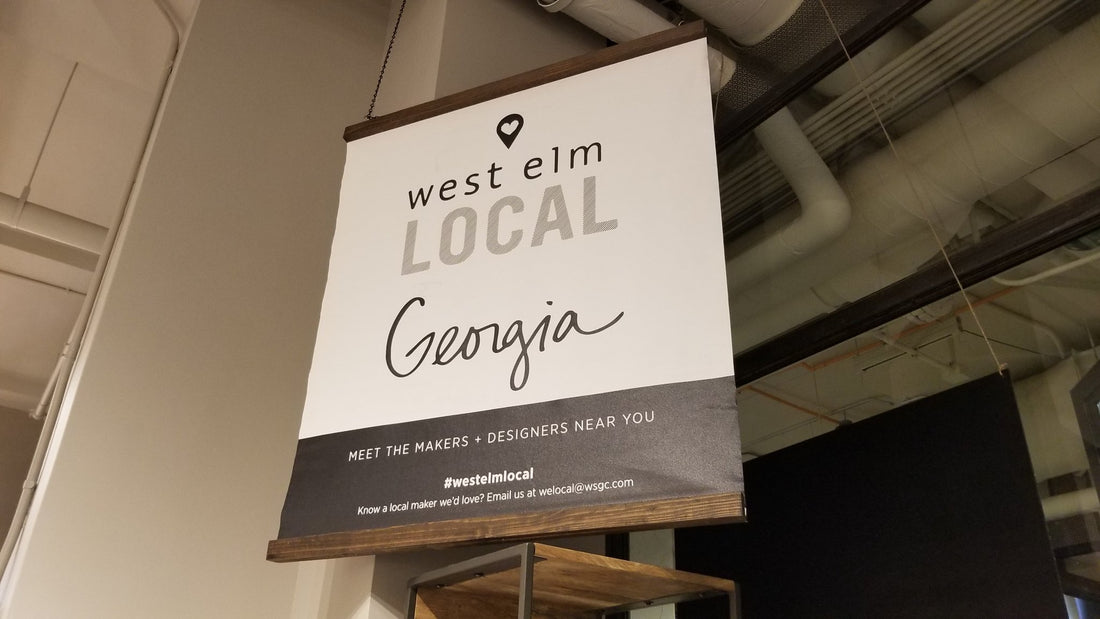 west elm
LOCAL
Georgia
MEET THE MAKERS + DESIGNERS NEAR YOU
#westelmlocal
Know a local maker we'd love? Email us at welocal@wsgc.com